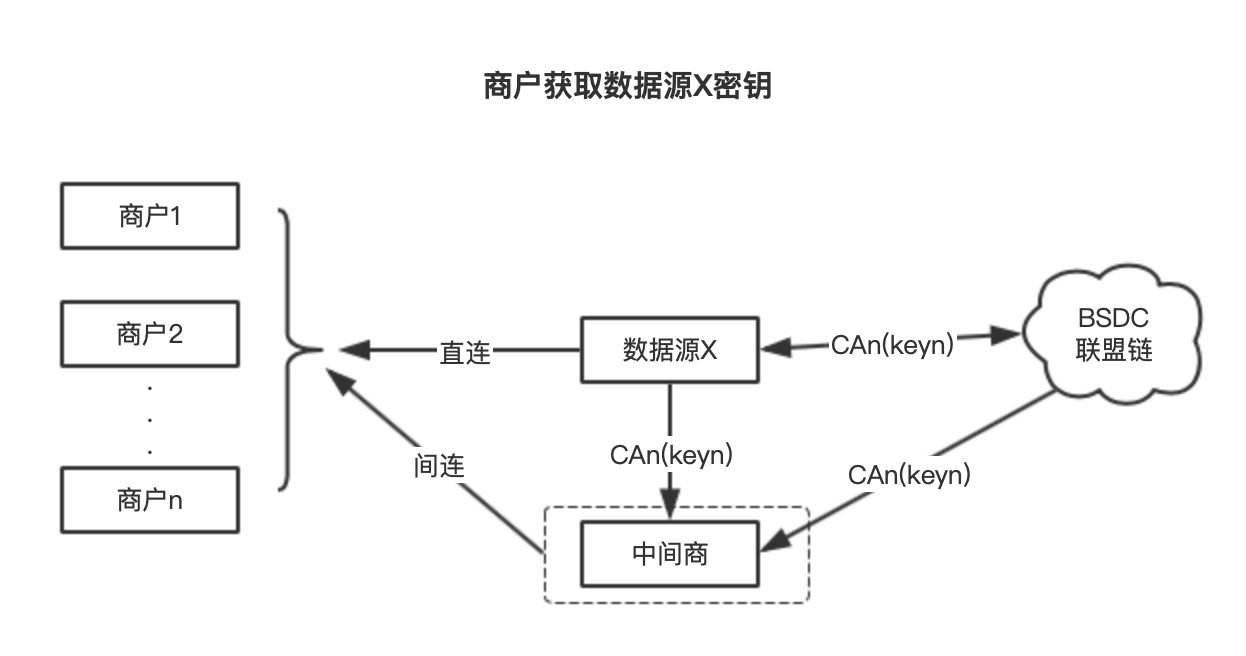 商户获取数据源X密钥
商户1
商户2
商户n
直连
间连
数据源X
CAn(keyn)
CAn(keyn)
中间商
CAn(keyn)
BSDC
联盟链